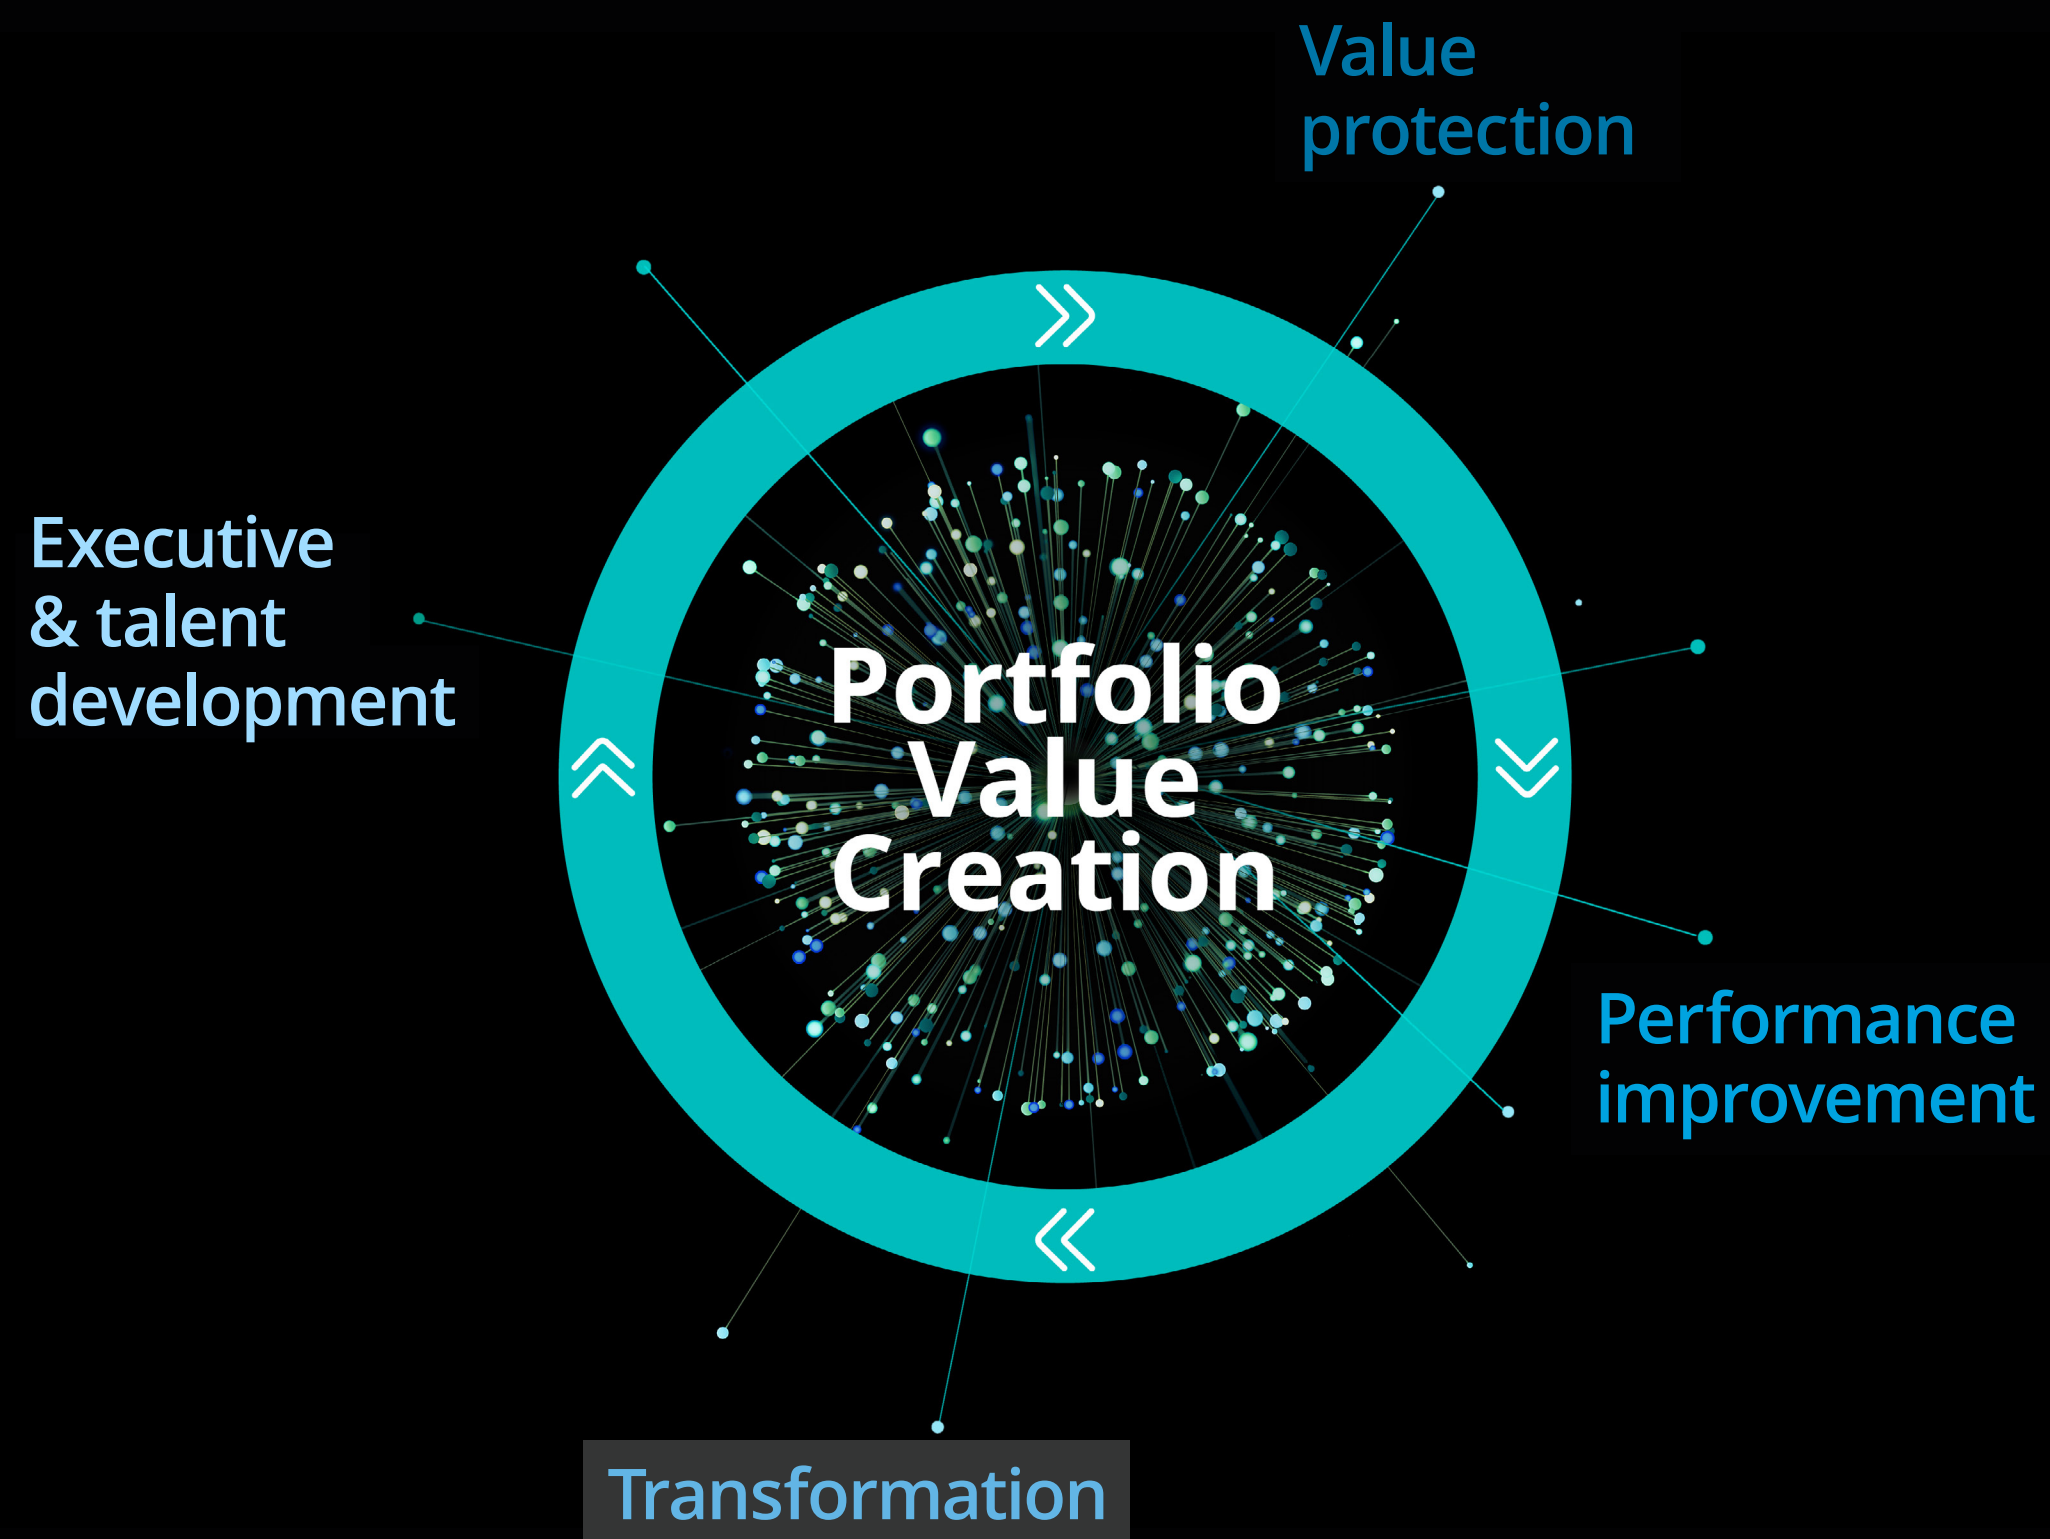 Value
protection
Executive
& talent
development
Portfolio
Value
Creation
Performance
improvement
Transformation